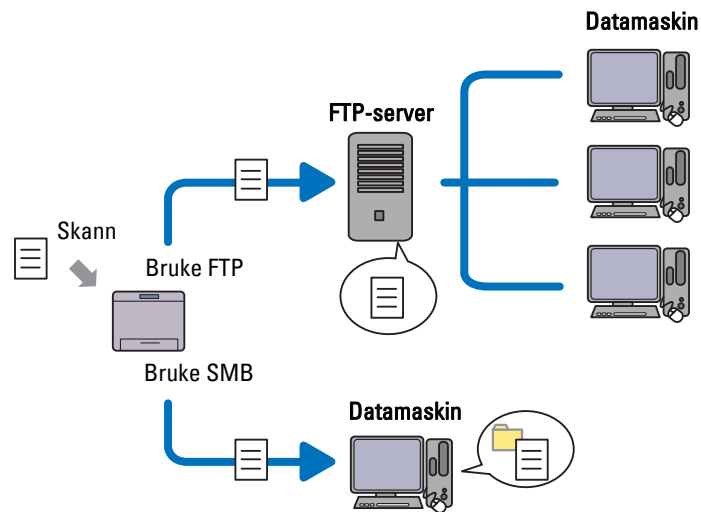 Datamaskin
FTP-server
Skann
Bruke FTP
Bruke SMB
Datamaskin